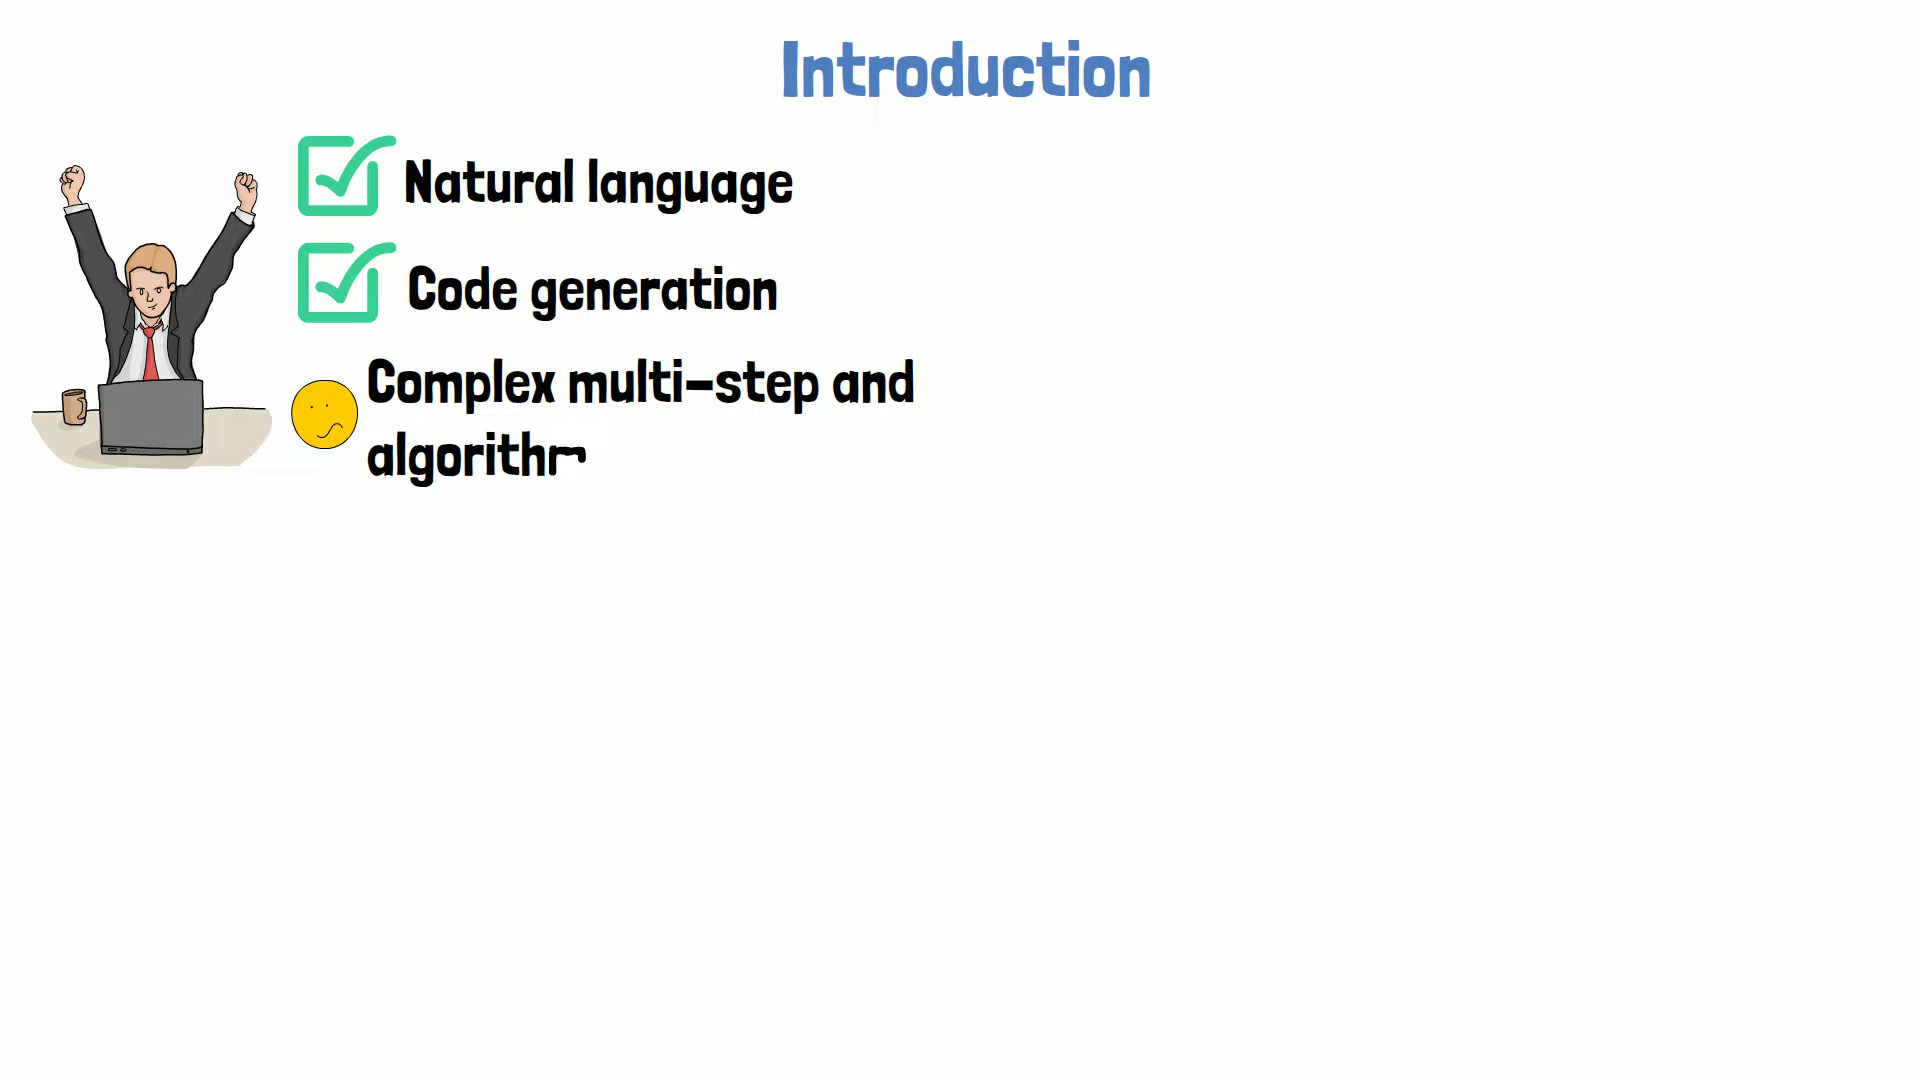 Introduction
Natural language
Code generation
Complex multi-step and